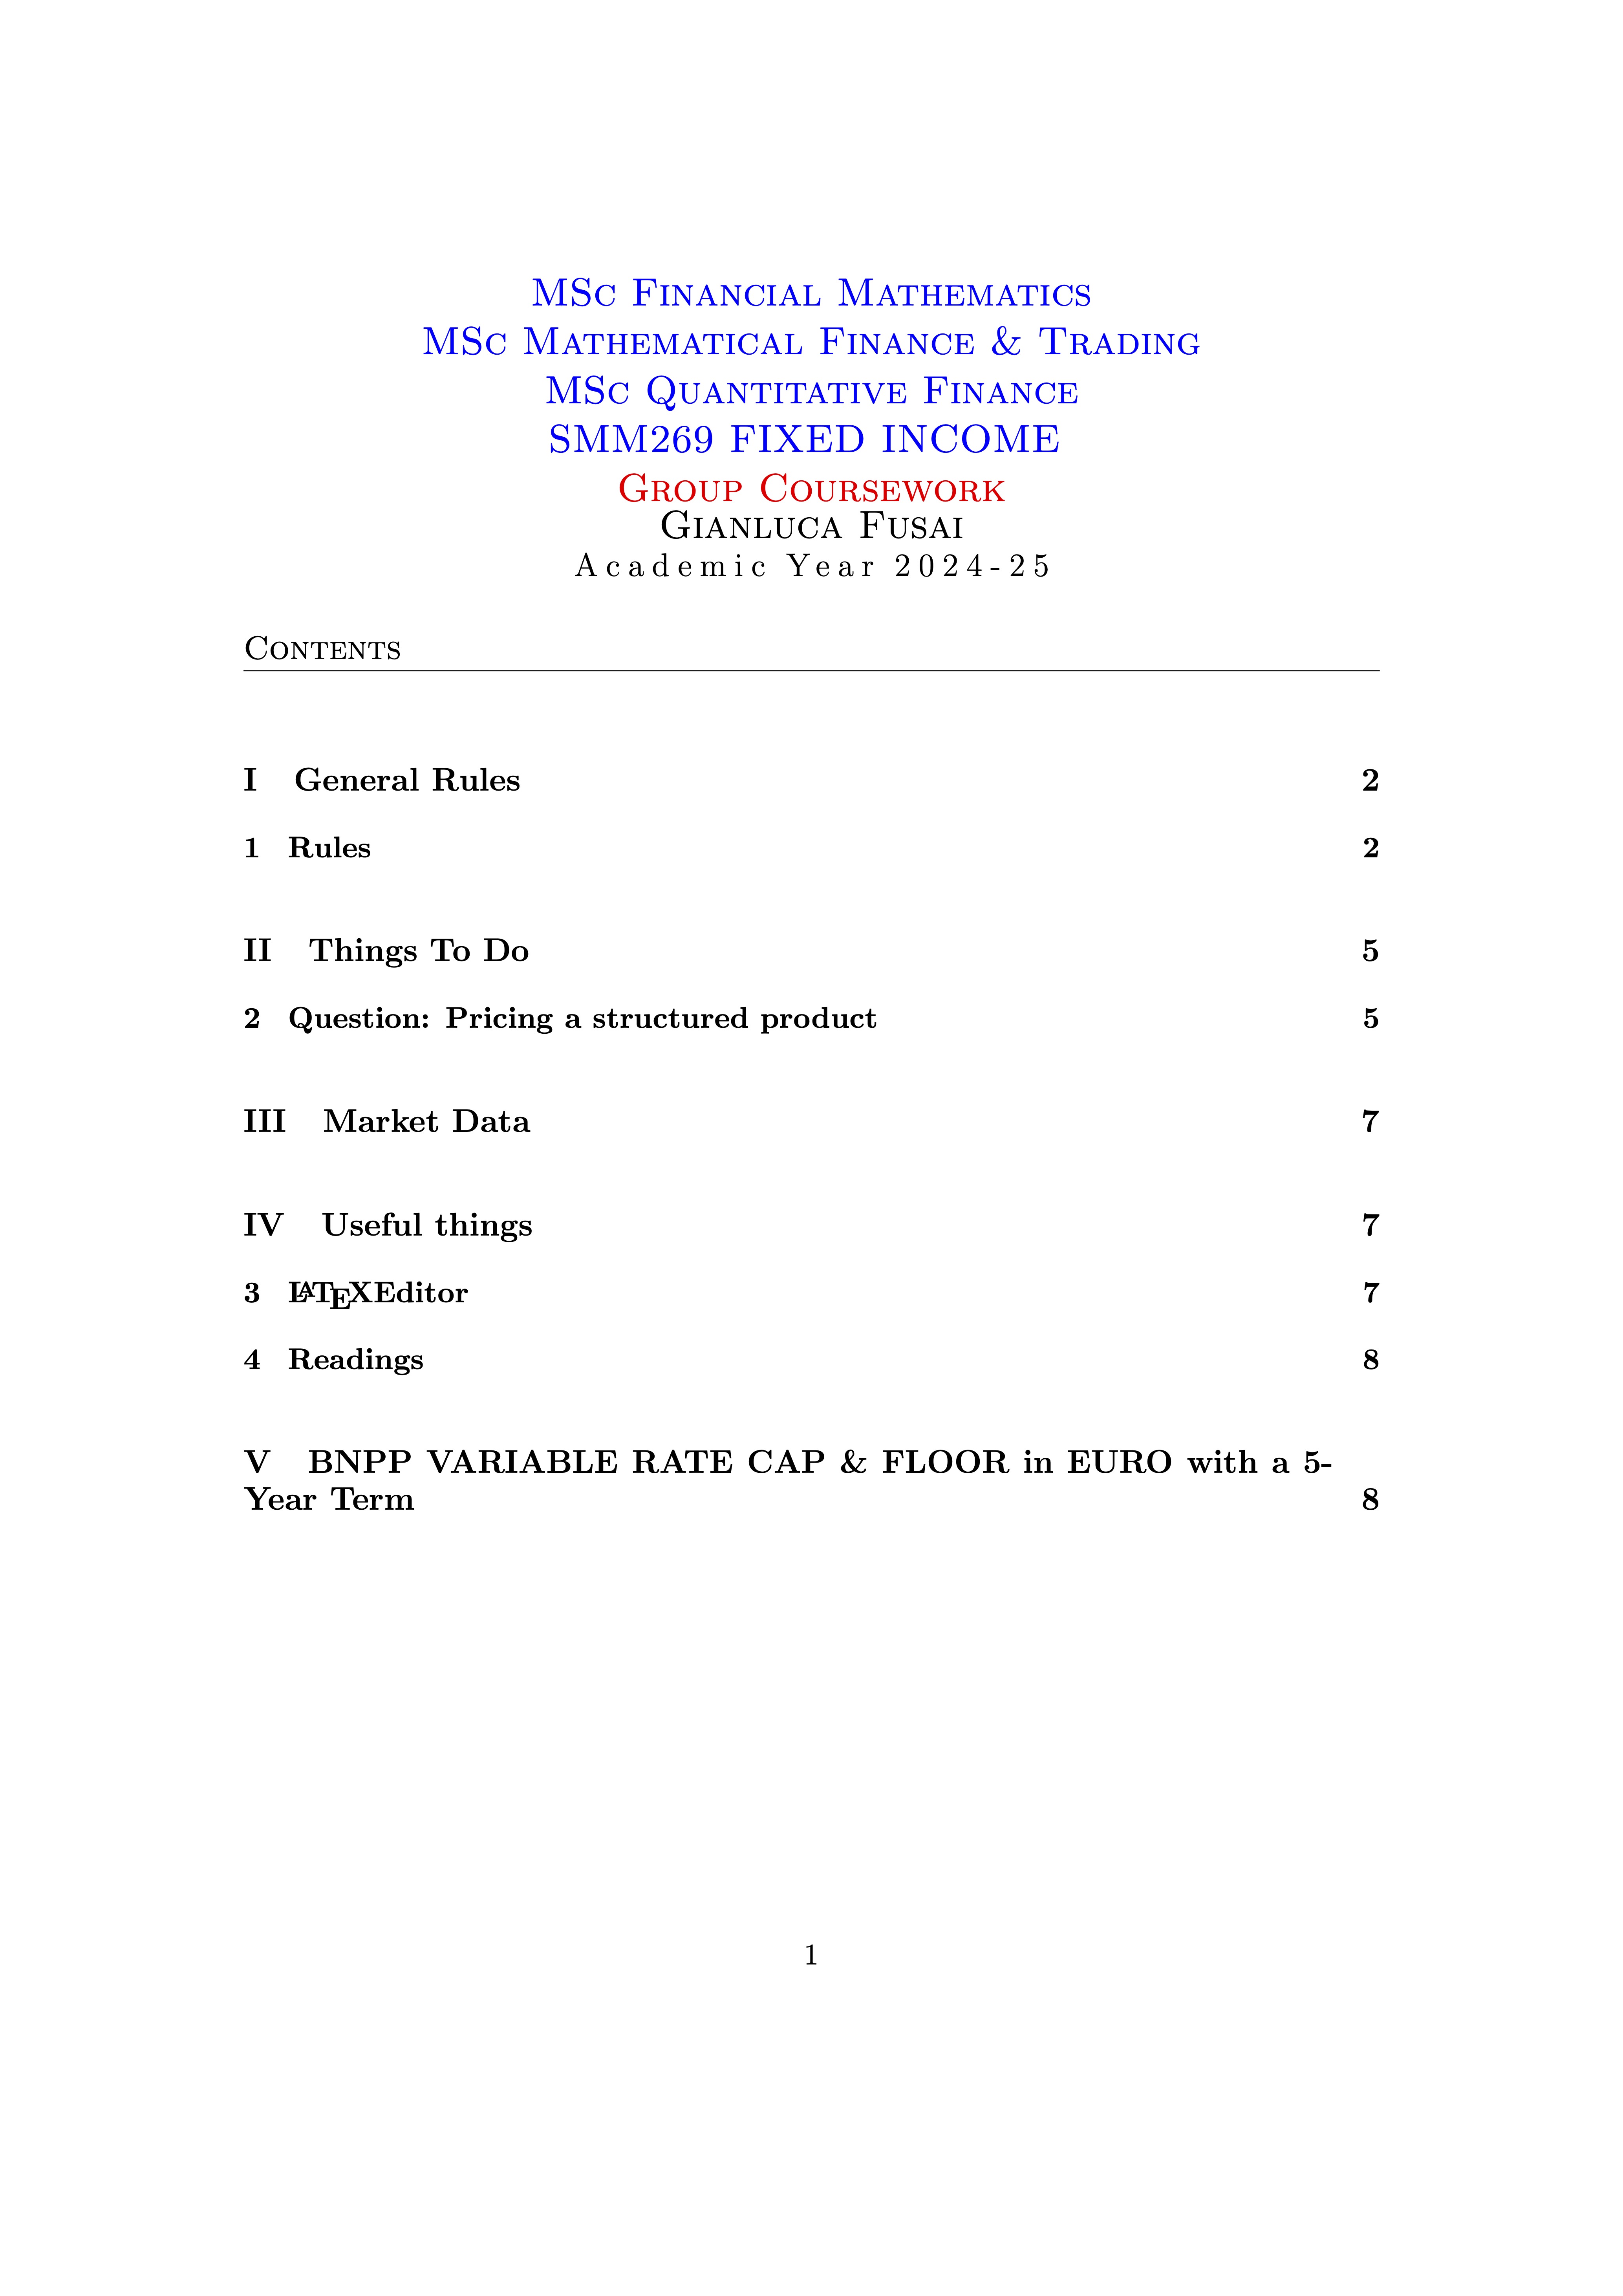 MSc Financial Mathematics
MSc Mathematical Finance & Trading
MSc Quantitative Finance
SMM269 FIXED INCOME
Group Coursework
Gianluca Fusai
Academic Year 2024-25
Contents
I General Rules 2
1 Rules 2
II Things To Do 5
2 Question: Pricing a structured product 5
III Market Data 7
IV Useful things 7
3 LATEXEditor 7
4 Readings 8
V BNPP VARIABLE RATE CAP & FLOOR in EURO with a 5-
Year Term 8
1